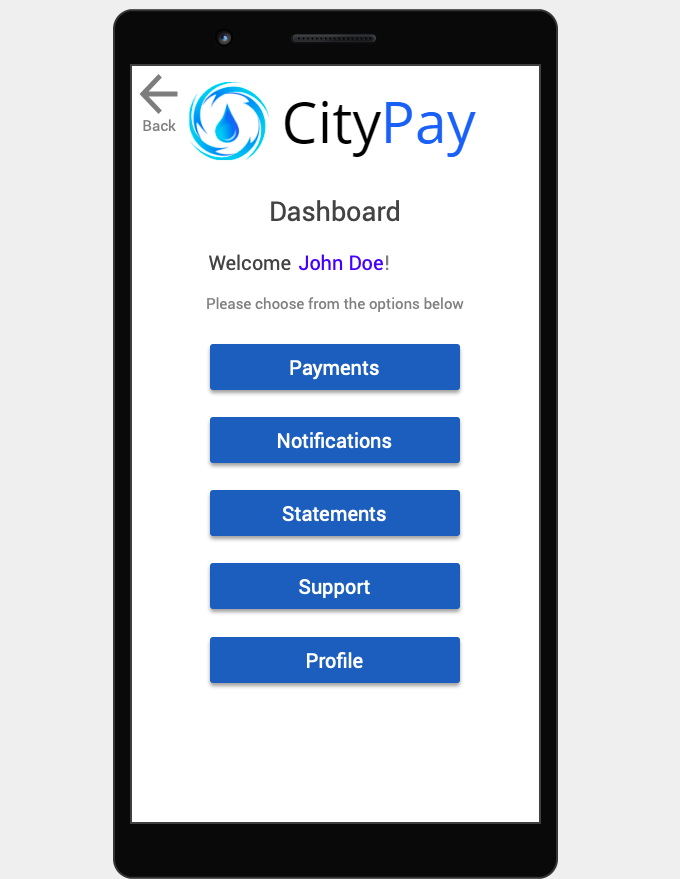 Back
CityPay
Dashboard
Welcome John Doe!
Please choose from the options below
Payments
Notifications
Statements
Support
Profile